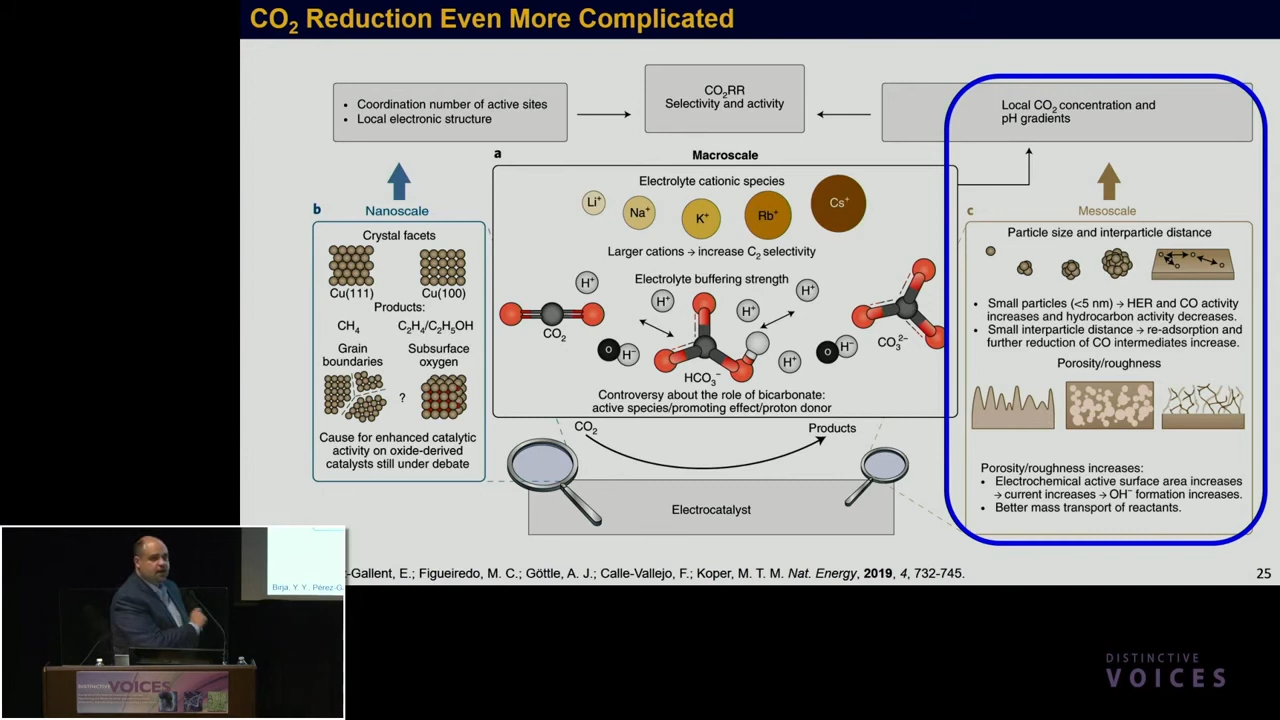 CO2 Reduction Even More Complicated
• Coordination number of active sites
• Local electronic structure
CO2RR
Selectivity and activity
Local CO2 concentration and
pH gradients
a
Macroscale
Electrolyte cationic species
Li+
Na+
K+
Rb+
Cs+
Larger cations → increase C2 selectivity
Electrolyte buffering strength
H+
H+
H+
H+
H+
CO2
O
H−
HCO3−
O
H−
CO3 2−
Controversy about the role of bicarbonate:
active species/promoting effect/proton donor
b
Nanoscale
Crystal facets
Cu(111)
Cu(100)
Products:
CH4
C2H4/C2H5OH
Grain
boundaries
Subsurface
oxygen
?
Cause for enhanced catalytic
activity on oxide-derived
catalysts still under debate
c
Mesoscale
Particle size and interparticle distance
• Small particles (<5 nm) → HER and CO activity
increases and hydrocarbon activity decreases.
• Small interparticle distance → re-adsorption and
further reduction of CO intermediates increase.
Porosity/roughness
Porosity/roughness increases:
• Electrochemical active surface area increases
→ current increases → OH− formation increases.
• Better mass transport of reactants.
CO2
Products
Electrocatalyst
-Gallent, E.; Figueiredo, M. C.; Göttle, A. J.; Calle-Vallejo, F.; Koper, M. T. M. Nat. Energy, 2019, 4, 732-745.
25
Birja, Y. Y., Pérez-G
DISTINCTIVE
VOICES
DISTINCTIVE
VOICES